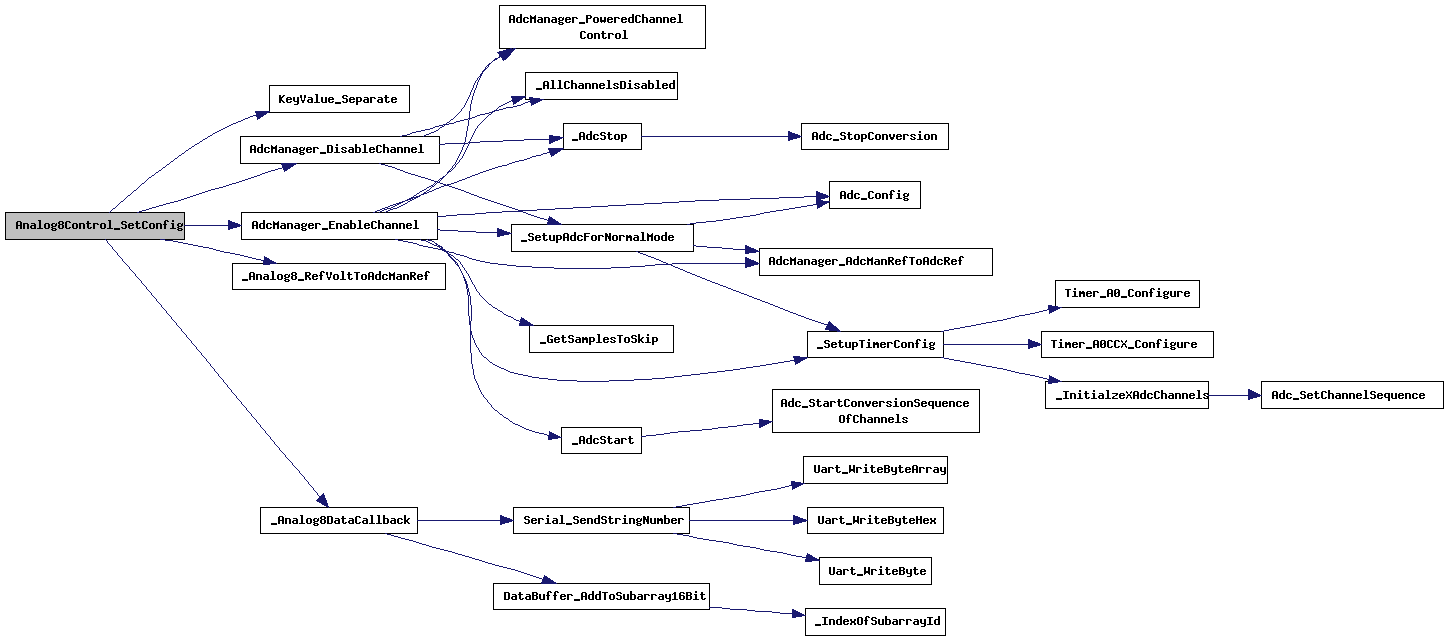 AdcManager_PoweredChannel
Control
_AllChannelsDisabled
KeyValue_Separate
_AdcStop
Adc_StopConversion
AdcManager_DisableChannel
Adc_Config
Analog8Control_SetConfig
AdcManager_EnableChannel
_SetupAdcForNormalMode
AdcManager_AdcManRefToAdcRef
_Analog8_RefVoltToAdcManRef
Timer_A0_Configure
_GetSamplesToSkip
_SetupTimerConfig
Timer_A0CCX_Configure
_InitialzeXAdcChannels
Adc_SetChannelSequence
Adc_StartConversionSequence
OfChannels
_AdcStart
Uart_WriteByteArray
_Analog8DataCallback
Serial_SendStringNumber
Uart_WriteByteHex
Uart_WriteByte
DataBuffer_AddToSubarray16Bit
_IndexOfSubarrayId